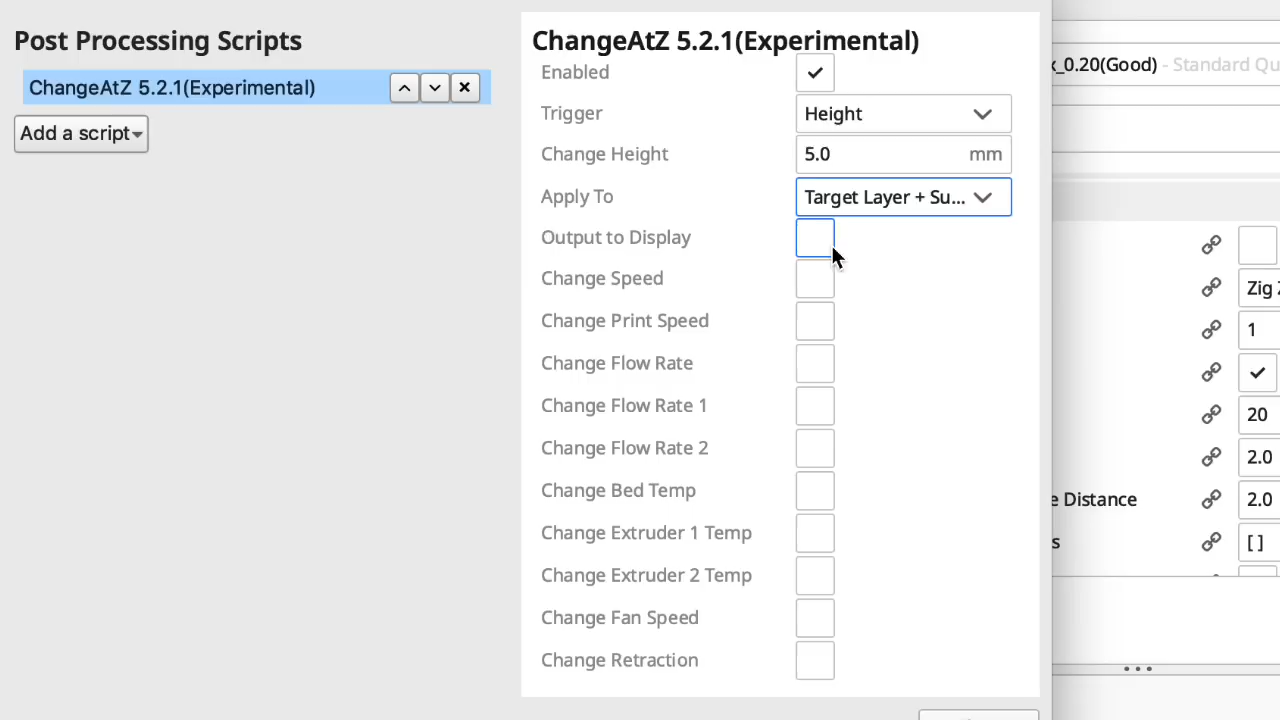 Post Processing Scripts
ChangeAtZ 5.2.1(Experimental)
Add a script
ChangeAtZ 5.2.1(Experimental)
Enabled
Trigger Height
Change Height 5.0 mm
Apply To Target Layer + Su...
Output to Display
Change Speed
Change Print Speed
Change Flow Rate
Change Flow Rate 1
Change Flow Rate 2
Change Bed Temp
Change Extruder 1 Temp
Change Extruder 2 Temp
Change Fan Speed
Change Retraction
x_0.20(Good) - Standard Qu
Zig
1
20
2.0
e Distance 2.0
s [ ]